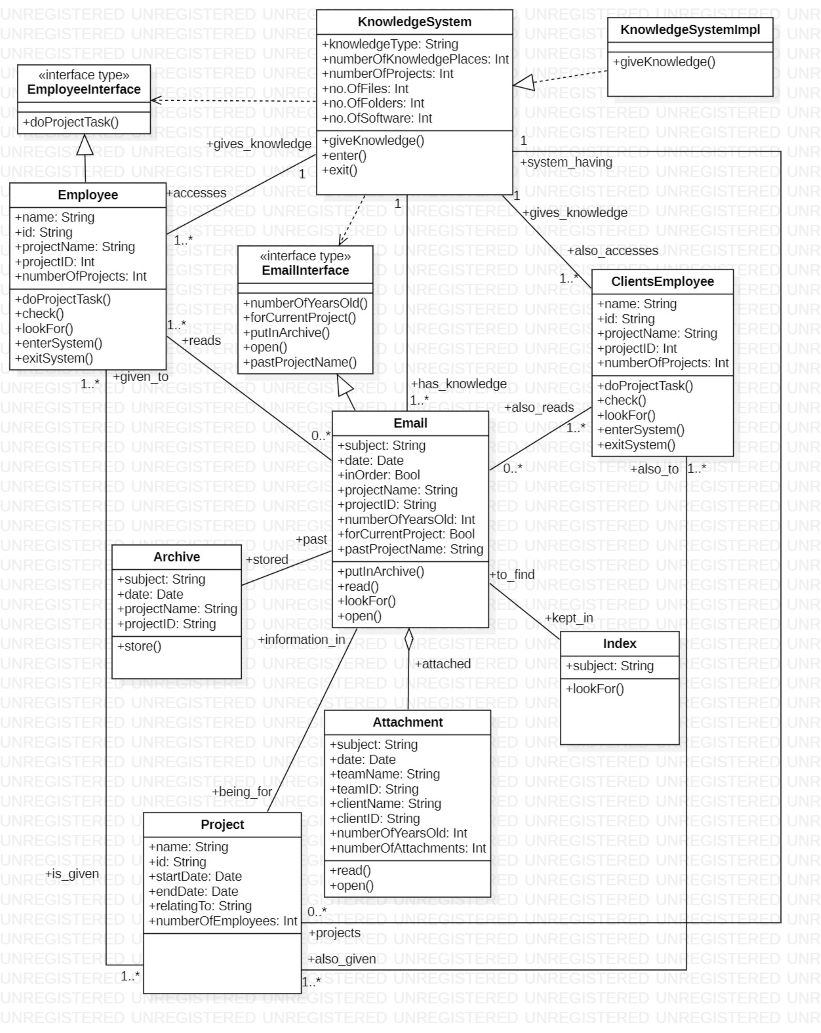 KnowledgeSystem
+knowledgeType: String
+numberOfKnowledgePlaces: Int
+numberOfProjects: Int
+no.OfFiles: Int
+no.OfFolders: Int
+no.OfSoftware: Int
+giveKnowledge()
+enter()
+exit()
KnowledgeSystemImpl
+giveKnowledge()
«interface type»
EmployeeInterface
+doProjectTask()
+gives_knowledge
1
+accesses
1..*
1
+system_having
1
+gives_knowledge
+also_accesses
1..*
1
Employee
+name: String
+id: String
+projectName: String
+projectID: Int
+numberOfProjects: Int
+doProjectTask()
+check()
+lookFor()
+enterSystem()
+exitSystem()
«interface type»
EmailInterface
+numberOfYearsOld()
+forCurrentProject()
+putInArchive()
+open()
+pastProjectName()
ClientsEmployee
+name: String
+id: String
+projectName: String
+projectID: Int
+numberOfProjects: Int
+doProjectTask()
+check()
+lookFor()
+enterSystem()
+exitSystem()
1..*
+reads
+given_to
1..*
+has_knowledge
1..*
+also_reads
1..*
0..*
0..*
+also_to
1..*
Email
+subject: String
+date: Date
+inOrder: Bool
+projectName: String
+projectID: String
+numberOfYearsOld: Int
+forCurrentProject: Bool
+pastProjectName: String
+putInArchive()
+read()
+lookFor()
+open()
+past
+stored
Archive
+subject: String
+date: Date
+projectName: String
+projectID: String
+store()
+to_find
+kept_in
Index
+subject: String
+lookFor()
+information_in
+attached
Attachment
+subject: String
+date: Date
+teamName: String
+teamID: String
+clientName: String
+clientID: String
+numberOfYearsOld: Int
+numberOfAttachments: Int
+read()
+open()
+being_for
Project
+name: String
+id: String
+startDate: Date
+endDate: Date
+relatingTo: String
+numberOfEmployees: Int
+is_given
1..*
0..*
+projects
+also_given
1..*
UNREGISTERED